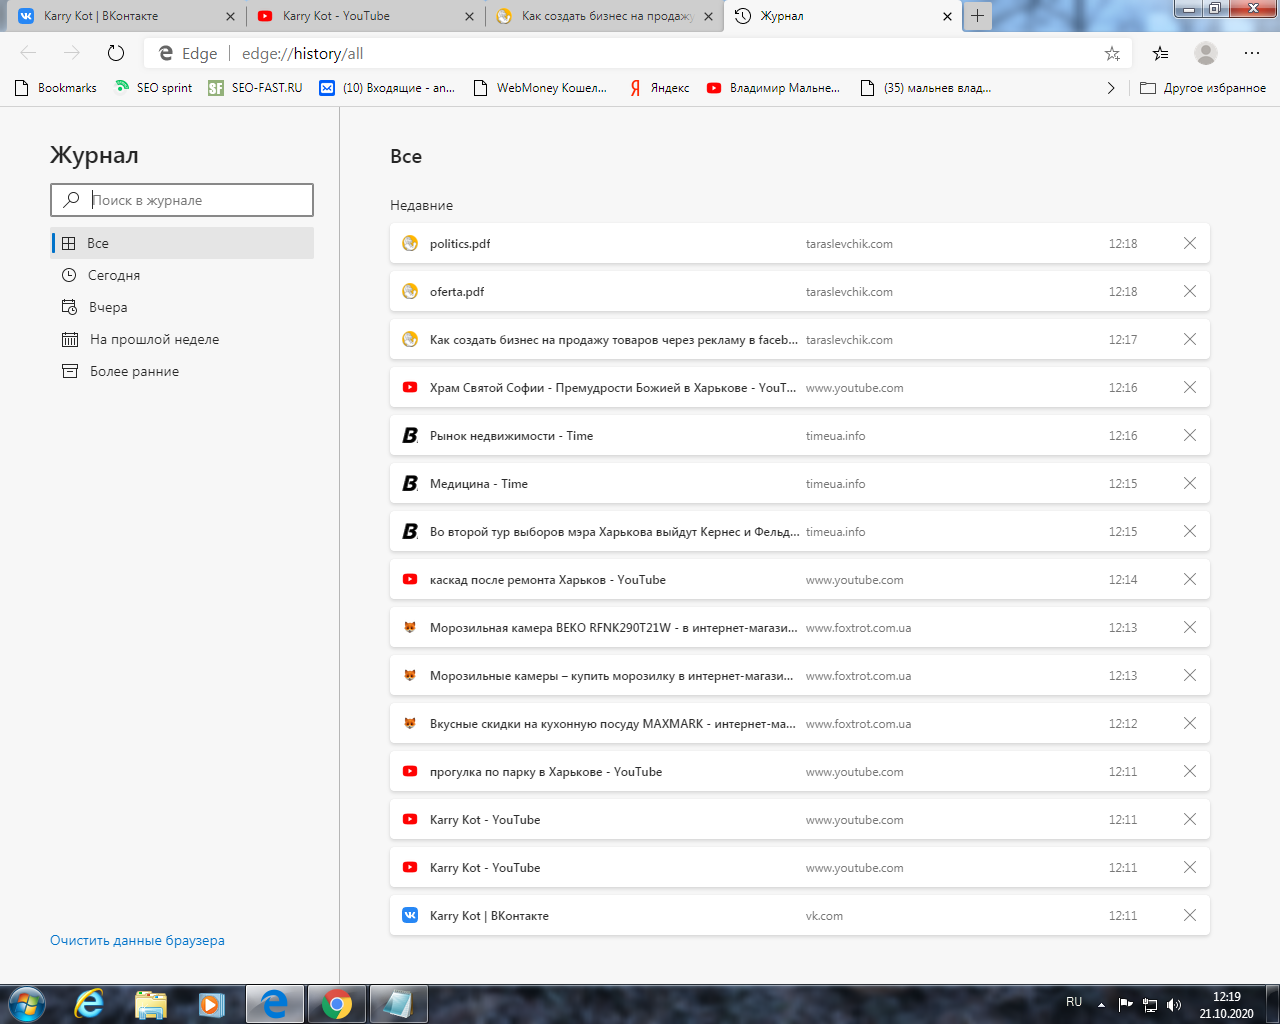 Karry Kot | ВКонтакте
Karry Kot - YouTube
Как создать бизнес на продажу
Журнал
Edge
edge://history/all
Bookmarks
SEO sprint
SF
SEO-FAST.RU
(10) Входящие - an...
WebMoney Кошел...
Я
Яндекс
Владимир Мальне...
(35) мальнев влад...
Другое избранное
Журнал
Поиск в журнале
Все
Сегодня
Вчера
На прошлой неделе
Более ранние
Очистить данные браузера
Все
Недавние
politics.pdf taraslevchik.com 12:18
oferta.pdf taraslevchik.com 12:18
Как создать бизнес на продажу товаров через рекламу в faceb... taraslevchik.com 12:17
Храм Святой Софии - Премудрости Божией в Харькове - YouT... www.youtube.com 12:16
B Рынок недвижимости - Time timeua.info 12:16
B Медицина - Time timeua.info 12:15
B Во второй тур выборов мэра Харькова выйдут Кернес и Фельд... timeua.info 12:15
каскад после ремонта Харьков - YouTube www.youtube.com 12:14
Морозильная камера BEKO RFNK290T21W - в интернет-магази... www.foxtrot.com.ua 12:13
Морозильные камеры – купить морозилку в интернет-магази... www.foxtrot.com.ua 12:13
Вкусные скидки на кухонную посуду MAXMARK - интернет-ма... www.foxtrot.com.ua 12:12
прогулка по парку в Харькове - YouTube www.youtube.com 12:11
Karry Kot - YouTube www.youtube.com 12:11
Karry Kot - YouTube www.youtube.com 12:11
Karry Kot | ВКонтакте vk.com 12:11
RU
12:19
21.10.2020